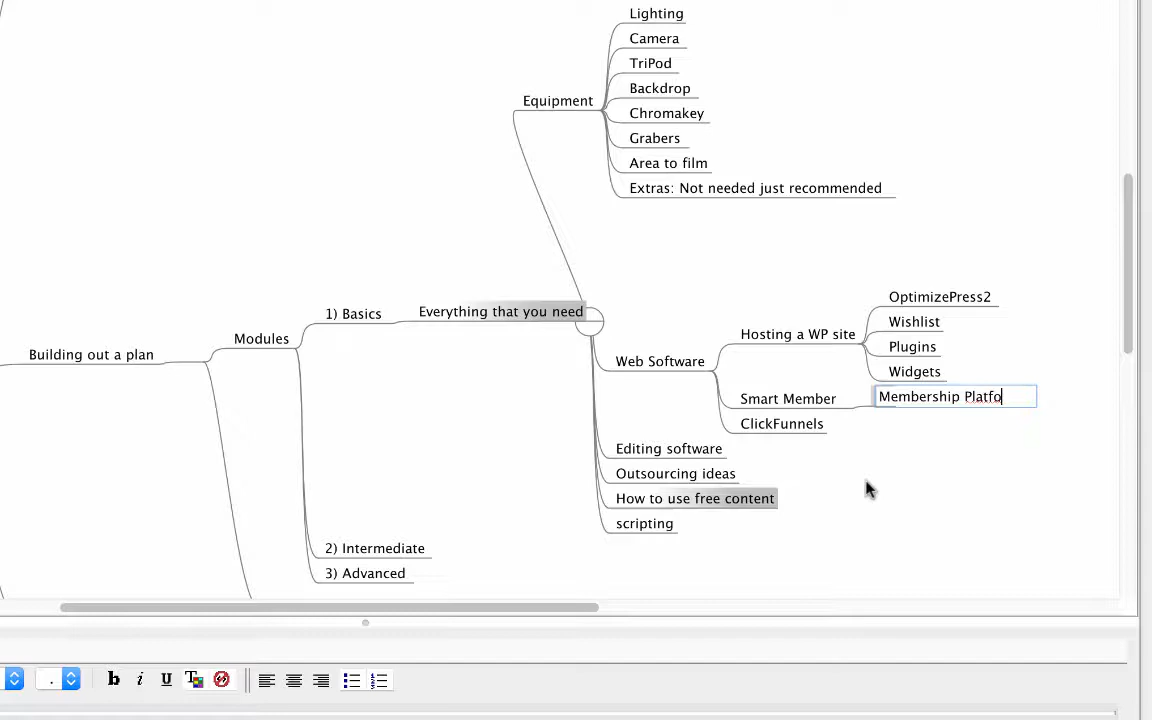 Lighting
Camera
TriPod
Backdrop
Equipment
Chromakey
Grabers
Area to film
Extras: Not needed just recommended
Building out a plan
Modules
1) Basics
Everything that you need
Web Software
Hosting a WP site
OptimizePress2
Wishlist
Plugins
Widgets
Smart Member
Membership Platfo
ClickFunnels
Editing software
Outsourcing ideas
How to use free content
scripting
2) Intermediate
3) Advanced
b i U T